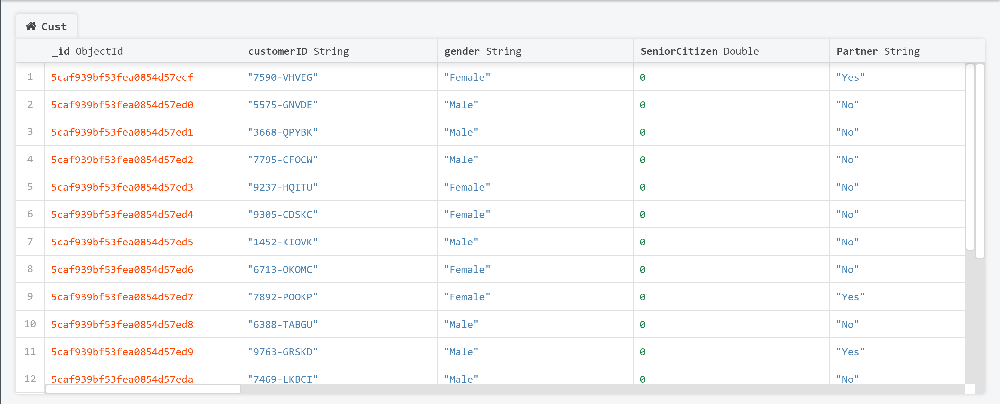 Cust
_id ObjectId customerID String gender String SeniorCitizen Double Partner String
1 5caf939bf53fea0854d57ecf "7590-VHVEG" "Female" 0 "Yes"
2 5caf939bf53fea0854d57ed0 "5575-GNVDE" "Male" 0 "No"
3 5caf939bf53fea0854d57ed1 "3668-QPYBK" "Male" 0 "No"
4 5caf939bf53fea0854d57ed2 "7795-CFOCW" "Male" 0 "No"
5 5caf939bf53fea0854d57ed3 "9237-HQITU" "Female" 0 "No"
6 5caf939bf53fea0854d57ed4 "9305-CDSKC" "Female" 0 "No"
7 5caf939bf53fea0854d57ed5 "1452-KIOVK" "Male" 0 "No"
8 5caf939bf53fea0854d57ed6 "6713-OKOMC" "Female" 0 "No"
9 5caf939bf53fea0854d57ed7 "7892-POOKP" "Female" 0 "Yes"
10 5caf939bf53fea0854d57ed8 "6388-TABGU" "Male" 0 "No"
11 5caf939bf53fea0854d57ed9 "9763-GRSKD" "Male" 0 "Yes"
12 5caf939bf53fea0854d57eda "7469-LKBCI" "Male" 0 "No"